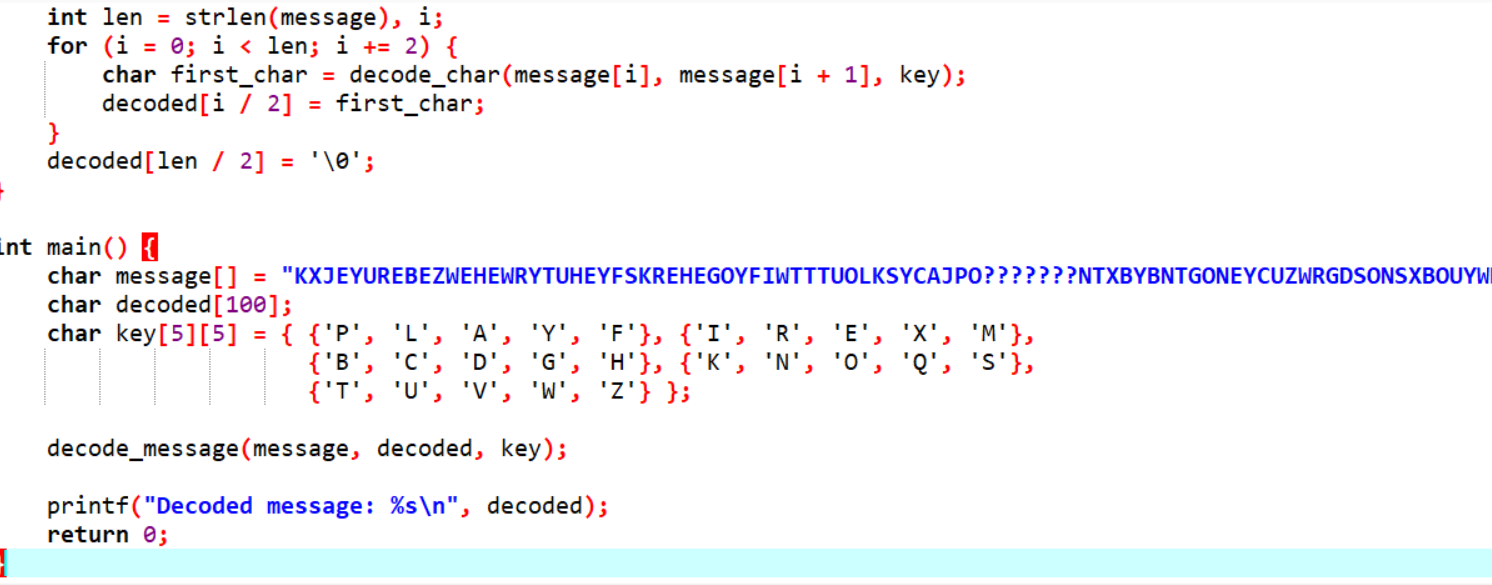 int len = strlen(message), i;
for (i = 0; i < len; i += 2) {
char first_char = decode_char(message[i], message[i + 1], key);
decoded[i / 2] = first_char;
}
decoded[len / 2] = '\0';
}
int main() {
char message[] = "KXJEYUREBEZWEHEWRYTUHEYFSKREHEGOYFIWTTTUOLKSYCAJPO???????NTXBYBNTGONEYCUZWRGDSONSXBOUYW
char decoded[100];
char key[5][5] = { {'P', 'L', 'A', 'Y', 'F'}, {'I', 'R', 'E', 'X', 'M'},
{'B', 'C', 'D', 'G', 'H'}, {'K', 'N', 'O', 'Q', 'S'},
{'T', 'U', 'V', 'W', 'Z'} };
decode_message(message, decoded, key);
printf("Decoded message: %s\n", decoded);
return 0;
}